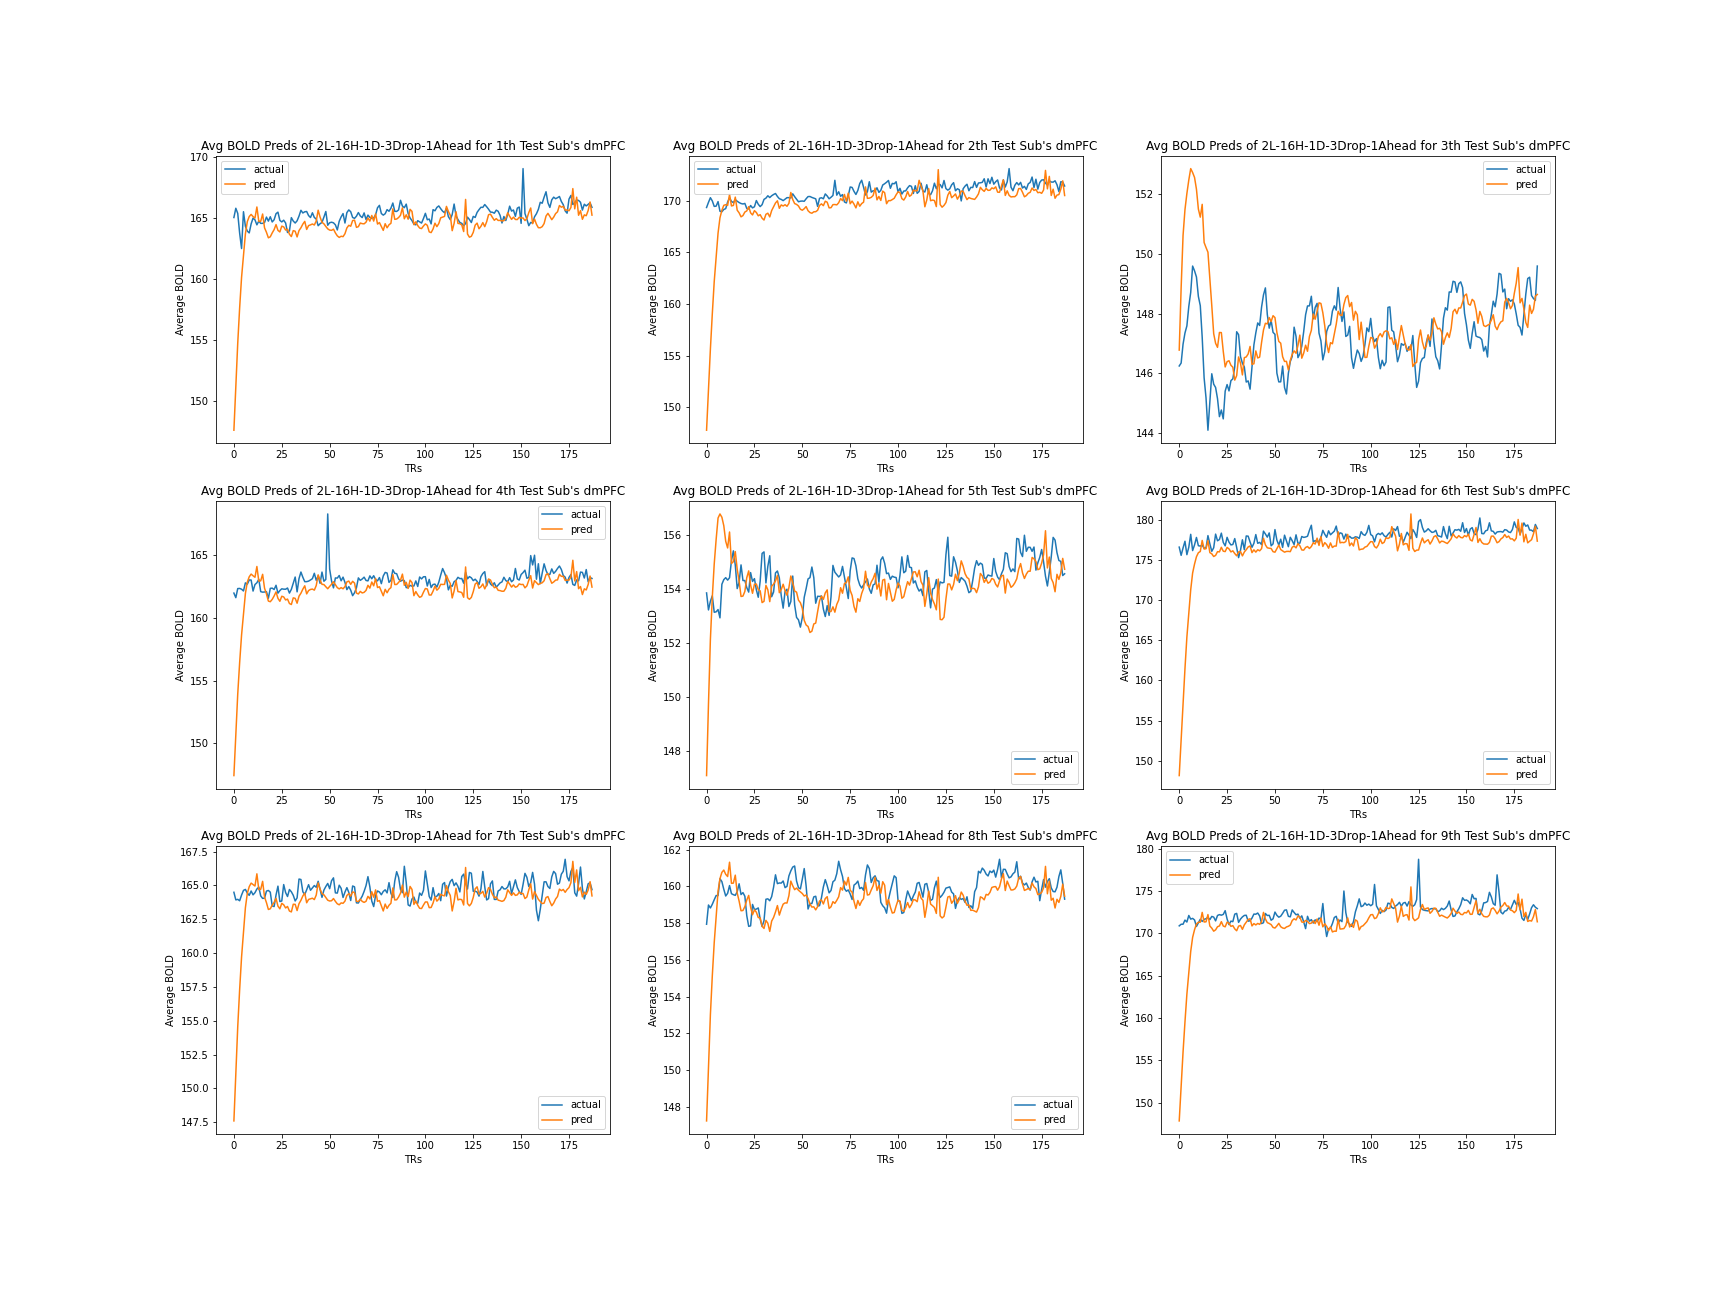 Avg BOLD Preds of 2L-16H-1D-3Drop-1Ahead for 1th Test Sub's dmPFC
170
165
160
155
150
Average BOLD
actual
pred
0 25 50 75 100 125 150 175
TRs
Avg BOLD Preds of 2L-16H-1D-3Drop-1Ahead for 2th Test Sub's dmPFC
170
165
160
155
150
Average BOLD
actual
pred
0 25 50 75 100 125 150 175
TRs
Avg BOLD Preds of 2L-16H-1D-3Drop-1Ahead for 3th Test Sub's dmPFC
152
150
148
146
144
Average BOLD
actual
pred
0 25 50 75 100 125 150 175
TRs
Avg BOLD Preds of 2L-16H-1D-3Drop-1Ahead for 4th Test Sub's dmPFC
165
160
155
150
Average BOLD
actual
pred
0 25 50 75 100 125 150 175
TRs
Avg BOLD Preds of 2L-16H-1D-3Drop-1Ahead for 5th Test Sub's dmPFC
156
154
152
150
148
Average BOLD
actual
pred
0 25 50 75 100 125 150 175
TRs
Avg BOLD Preds of 2L-16H-1D-3Drop-1Ahead for 6th Test Sub's dmPFC
180
175
170
165
160
155
150
Average BOLD
actual
pred
0 25 50 75 100 125 150 175
TRs
Avg BOLD Preds of 2L-16H-1D-3Drop-1Ahead for 7th Test Sub's dmPFC
167.5
165.0
162.5
160.0
157.5
155.0
152.5
150.0
147.5
Average BOLD
actual
pred
0 25 50 75 100 125 150 175
TRs
Avg BOLD Preds of 2L-16H-1D-3Drop-1Ahead for 8th Test Sub's dmPFC
162
160
158
156
154
152
150
148
Average BOLD
actual
pred
0 25 50 75 100 125 150 175
TRs
Avg BOLD Preds of 2L-16H-1D-3Drop-1Ahead for 9th Test Sub's dmPFC
180
175
170
165
160
155
150
Average BOLD
actual
pred
0 25 50 75 100 125 150 175
TRs